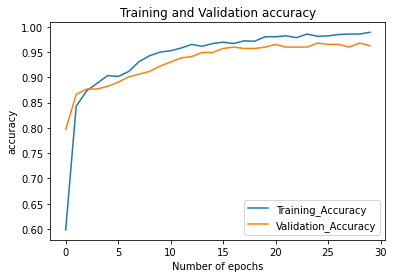 Training and Validation accuracy
1.00
0.95
0.90
0.85
0.80
0.75
0.70
0.65
0.60
accuracy
Training_Accuracy
Validation_Accuracy
0 5 10 15 20 25 30
Number of epochs